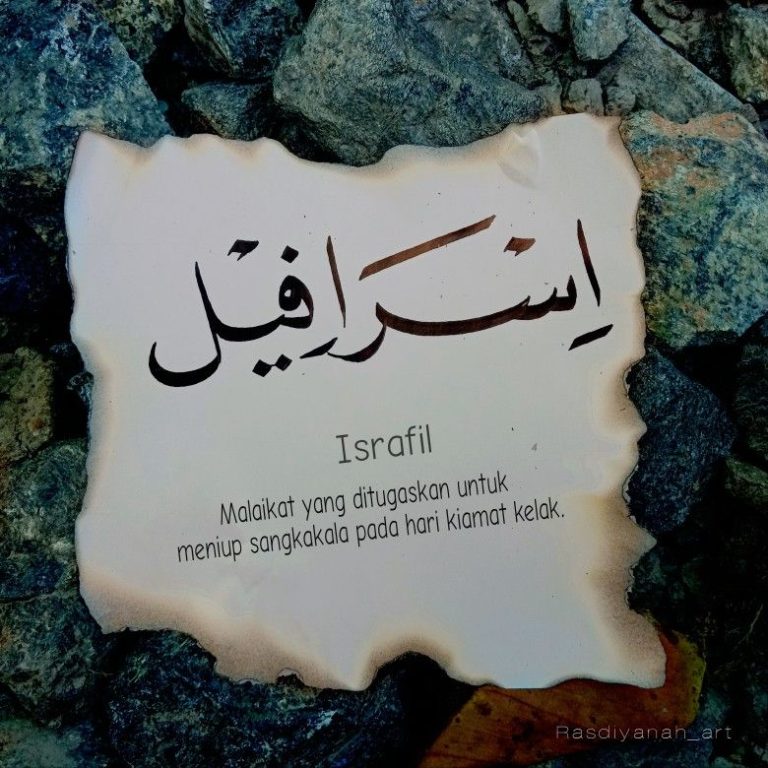 اِسْرَافِيْل
Israfil
Malaikat yang ditugaskan untuk
meniup sangkakala pada hari kiamat kelak.
Rasdiyanah_art